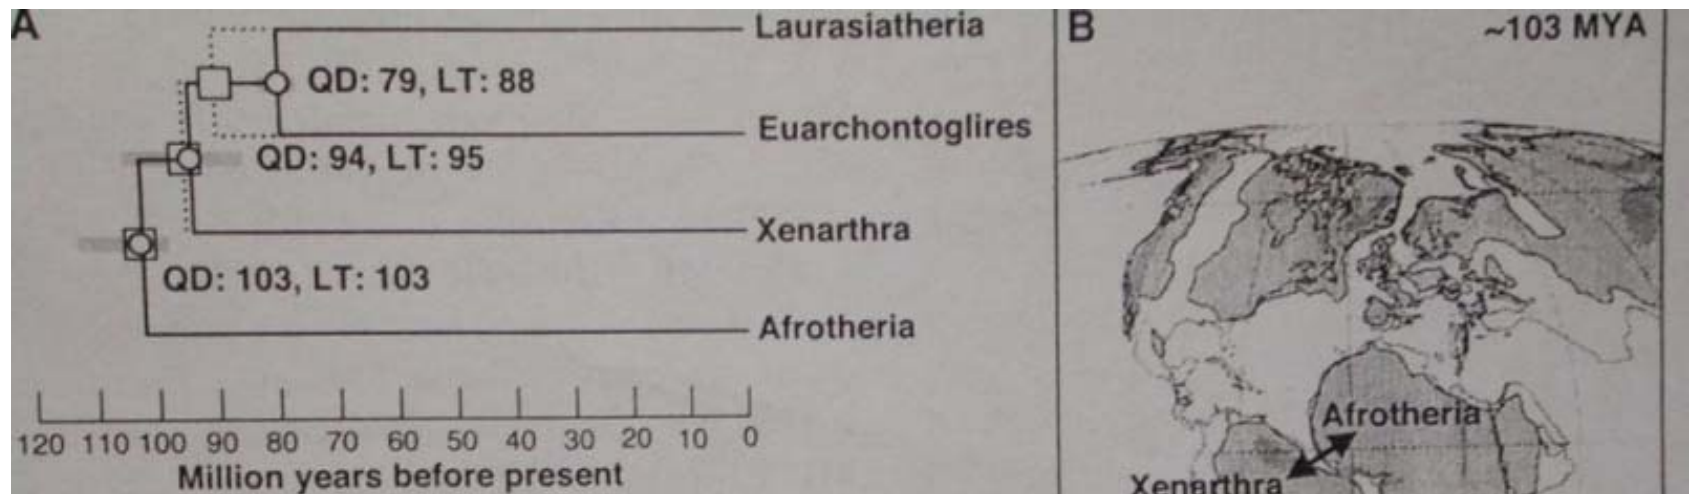 A
Laurasiatheria
QD: 79, LT: 88
Euarchontoglires
QD: 94, LT: 95
Xenarthra
QD: 103, LT: 103
Afrotheria
120 110 100 90 80 70 60 50 40 30 20 10 0
Million years before present
B
~103 MYA
Afrotheria
Xenarthra